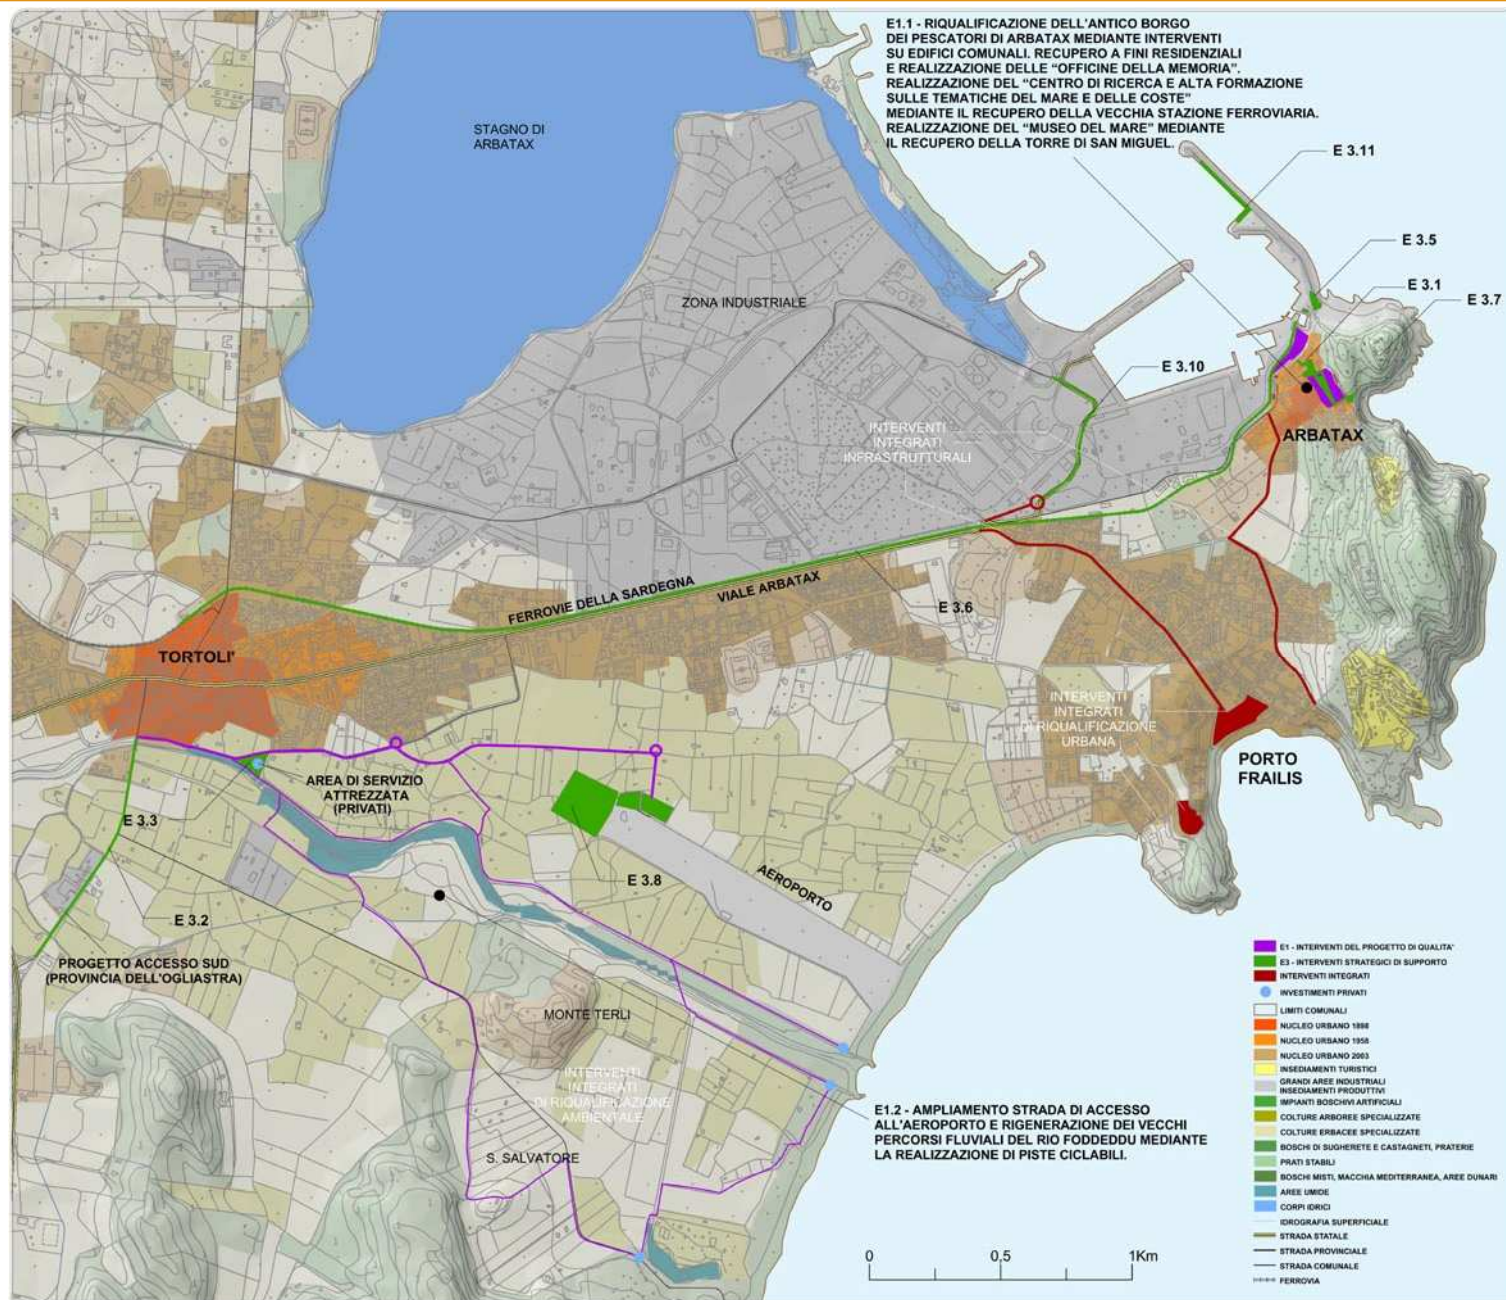 E1.1 - RIQUALIFICAZIONE DELL'ANTICO BORGO
DEI PESCATORI DI ARBATAX MEDIANTE INTERVENTI
SU EDIFICI COMUNALI. RECUPERO A FINI RESIDENZIALI
E REALIZZAZIONE DELLE "OFFICINE DELLA MEMORIA".
REALIZZAZIONE DEL "CENTRO DI RICERCA E ALTA FORMAZIONE
SULLE TEMATICHE DEL MARE E DELLE COSTE"
MEDIANTE IL RECUPERO DELLA VECCHIA STAZIONE FERROVIARIA.
REALIZZAZIONE DEL "MUSEO DEL MARE" MEDIANTE
IL RECUPERO DELLA TORRE DI SAN MIGUEL.
STAGNO DI
ARBATAX
E 3.11
E 3.5
E 3.1
E 3.7
ZONA INDUSTRIALE
E 3.10
INTERVENTI
INTEGRATI
INFRASTRUTTURALI
ARBATAX
FERROVIE DELLA SARDEGNA
VIALE ARBATAX
E 3.6
TORTOLI'
INTERVENTI
INTEGRATI
DI RIQUALIFICAZIONE
URBANA
PORTO
FRAILIS
AREA DI SERVIZIO
ATTREZZATA
(PRIVATI)
E 3.3
E 3.8
AEROPORTO
E 3.2
PROGETTO ACCESSO SUD
(PROVINCIA DELL'OGLIASTRA)
MONTE TERLI
INTERVENTI
INTEGRATI
DI RIQUALIFICAZIONE
AMBIENTALE
S. SALVATORE
E1.2 - AMPLIAMENTO STRADA DI ACCESSO
ALL'AEROPORTO E RIGENERAZIONE DEI VECCHI
PERCORSI FLUVIALI DEL RIO FODDEDDU MEDIANTE
LA REALIZZAZIONE DI PISTE CICLABILI.
0 0,5 1Km
E1 - INTERVENTI DEL PROGETTO DI QUALITA'
E3 - INTERVENTI STRATEGICI DI SUPPORTO
INTERVENTI INTEGRATI
INVESTIMENTI PRIVATI
LIMITI COMUNALI
NUCLEO URBANO 1898
NUCLEO URBANO 1958
NUCLEO URBANO 2003
INSEDIAMENTI TURISTICI
GRANDI AREE INDUSTRIALI
INSEDIAMENTI PRODUTTIVI
IMPIANTI BOSCHIVI ARTIFICIALI
COLTURE ARBOREE SPECIALIZZATE
COLTURE ERBACEE SPECIALIZZATE
BOSCHI DI SUGHERETE E CASTAGNETI, PRATERIE
PRATI STABILI
BOSCHI MISTI, MACCHIA MEDITERRANEA, AREE DUNARI
AREE UMIDE
CORPI IDRICI
IDROGRAFIA SUPERFICIALE
STRADA STATALE
STRADA PROVINCIALE
STRADA COMUNALE
FERROVIA